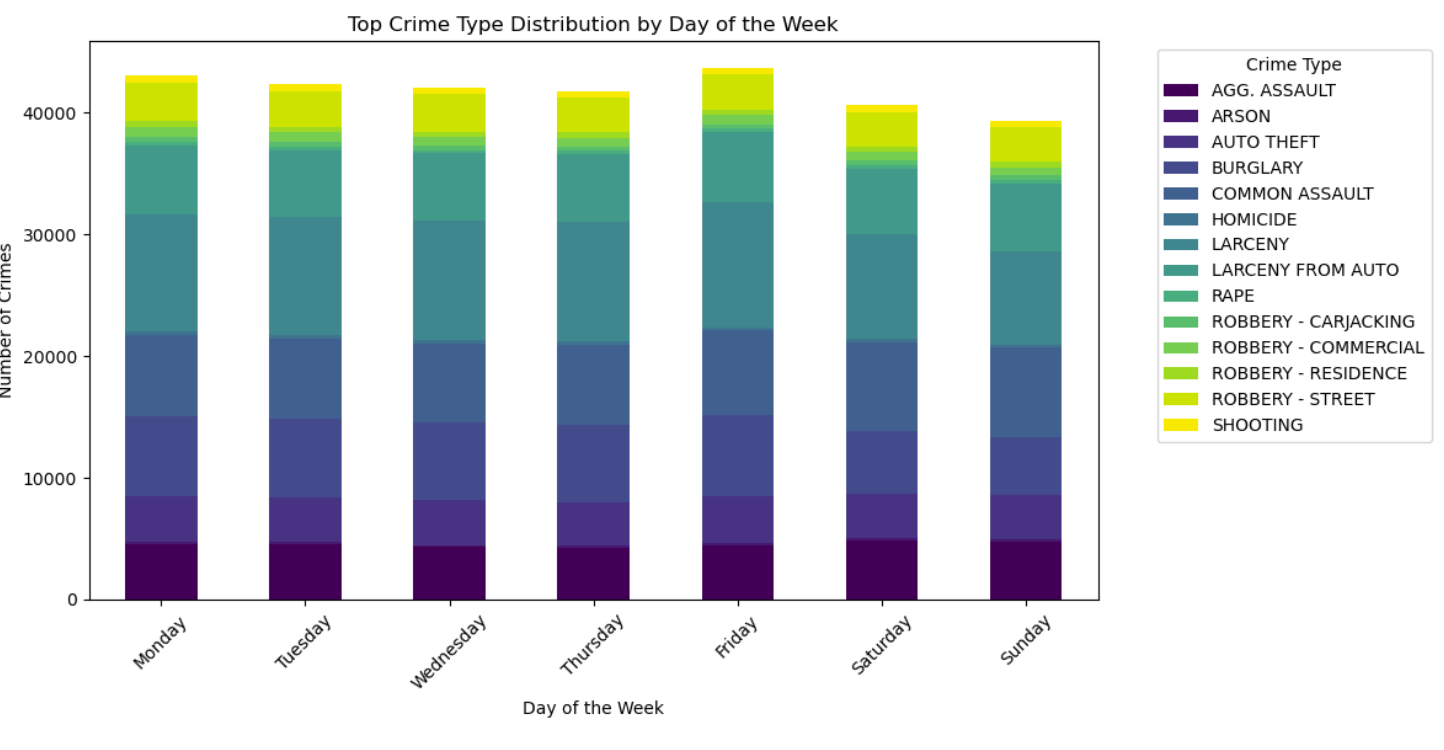 Top Crime Type Distribution by Day of the Week
Number of Crimes
40000
30000
20000
10000
0
Monday
Tuesday
Wednesday
Thursday
Friday
Saturday
Sunday
Day of the Week
Crime Type
AGG. ASSAULT
ARSON
AUTO THEFT
BURGLARY
COMMON ASSAULT
HOMICIDE
LARCENY
LARCENY FROM AUTO
RAPE
ROBBERY - CARJACKING
ROBBERY - COMMERCIAL
ROBBERY - RESIDENCE
ROBBERY - STREET
SHOOTING